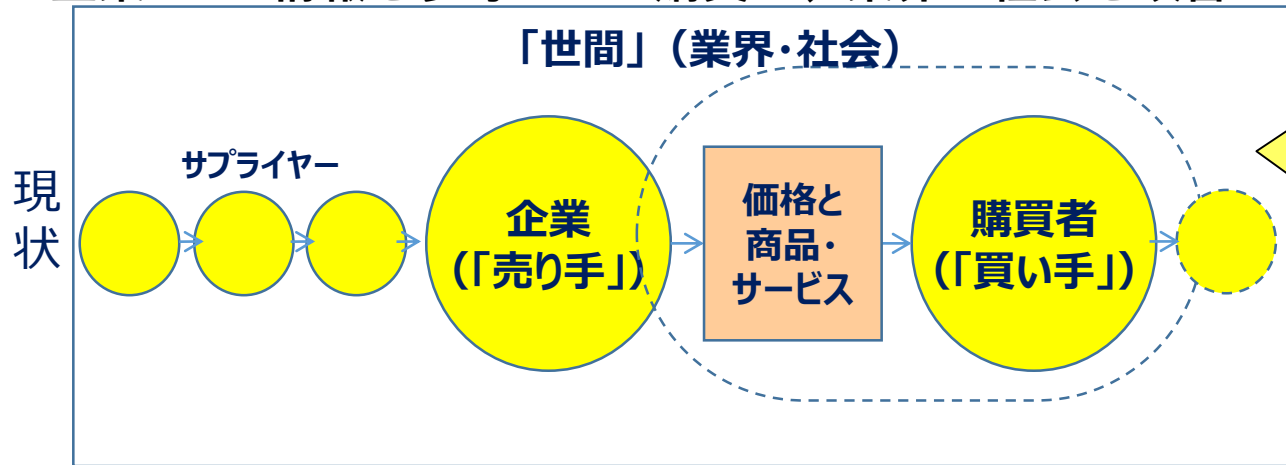 「世間」（業界・社会）
サプライヤー
現
状
企業
（「売り手」）
価格と
商品・
サービス
購買者
（「買い手」）